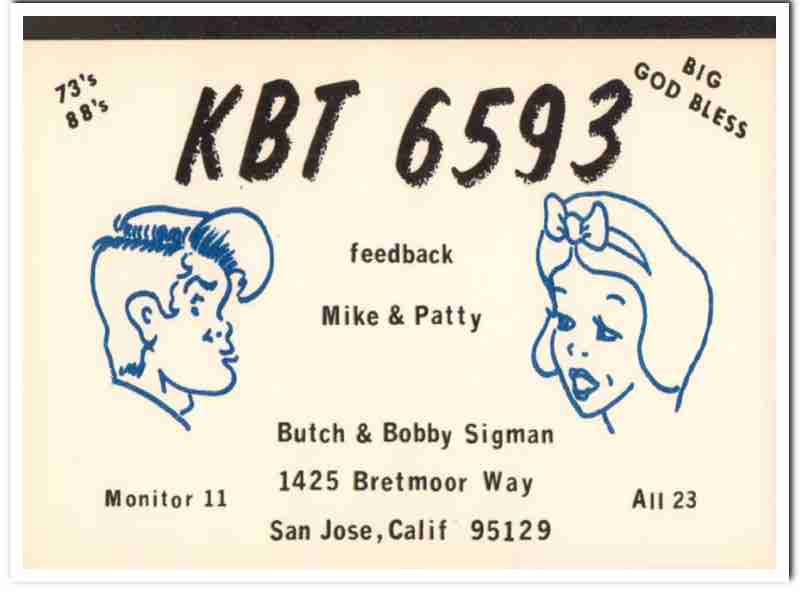 73's
88's
KBT 6593
BIG
GOD BLESS
feedback
Mike & Patty
Butch & Bobby Sigman
1425 Bretmoor Way
San Jose, Calif 95129
Monitor 11
All 23